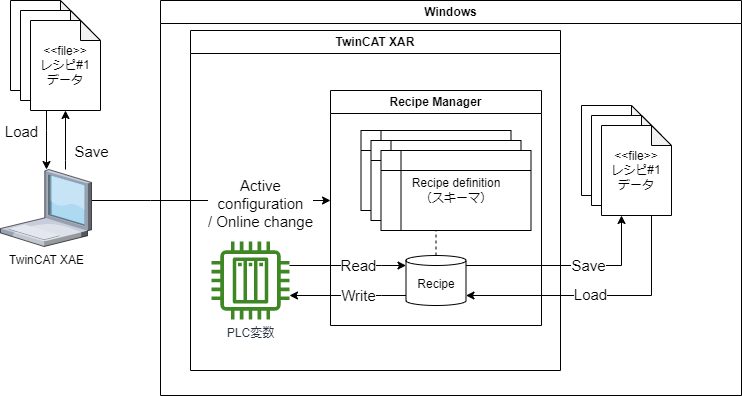 Windows
TwinCAT XAR
<<file>>
レシピ#1
データ
Load
Save
TwinCAT XAE
Active
configuration
/ Online change
Recipe Manager
Recipe definition
（スキーマ）
Read
Recipe
Write
PLC変数
Save
Load
<<file>>
レシピ#1
データ